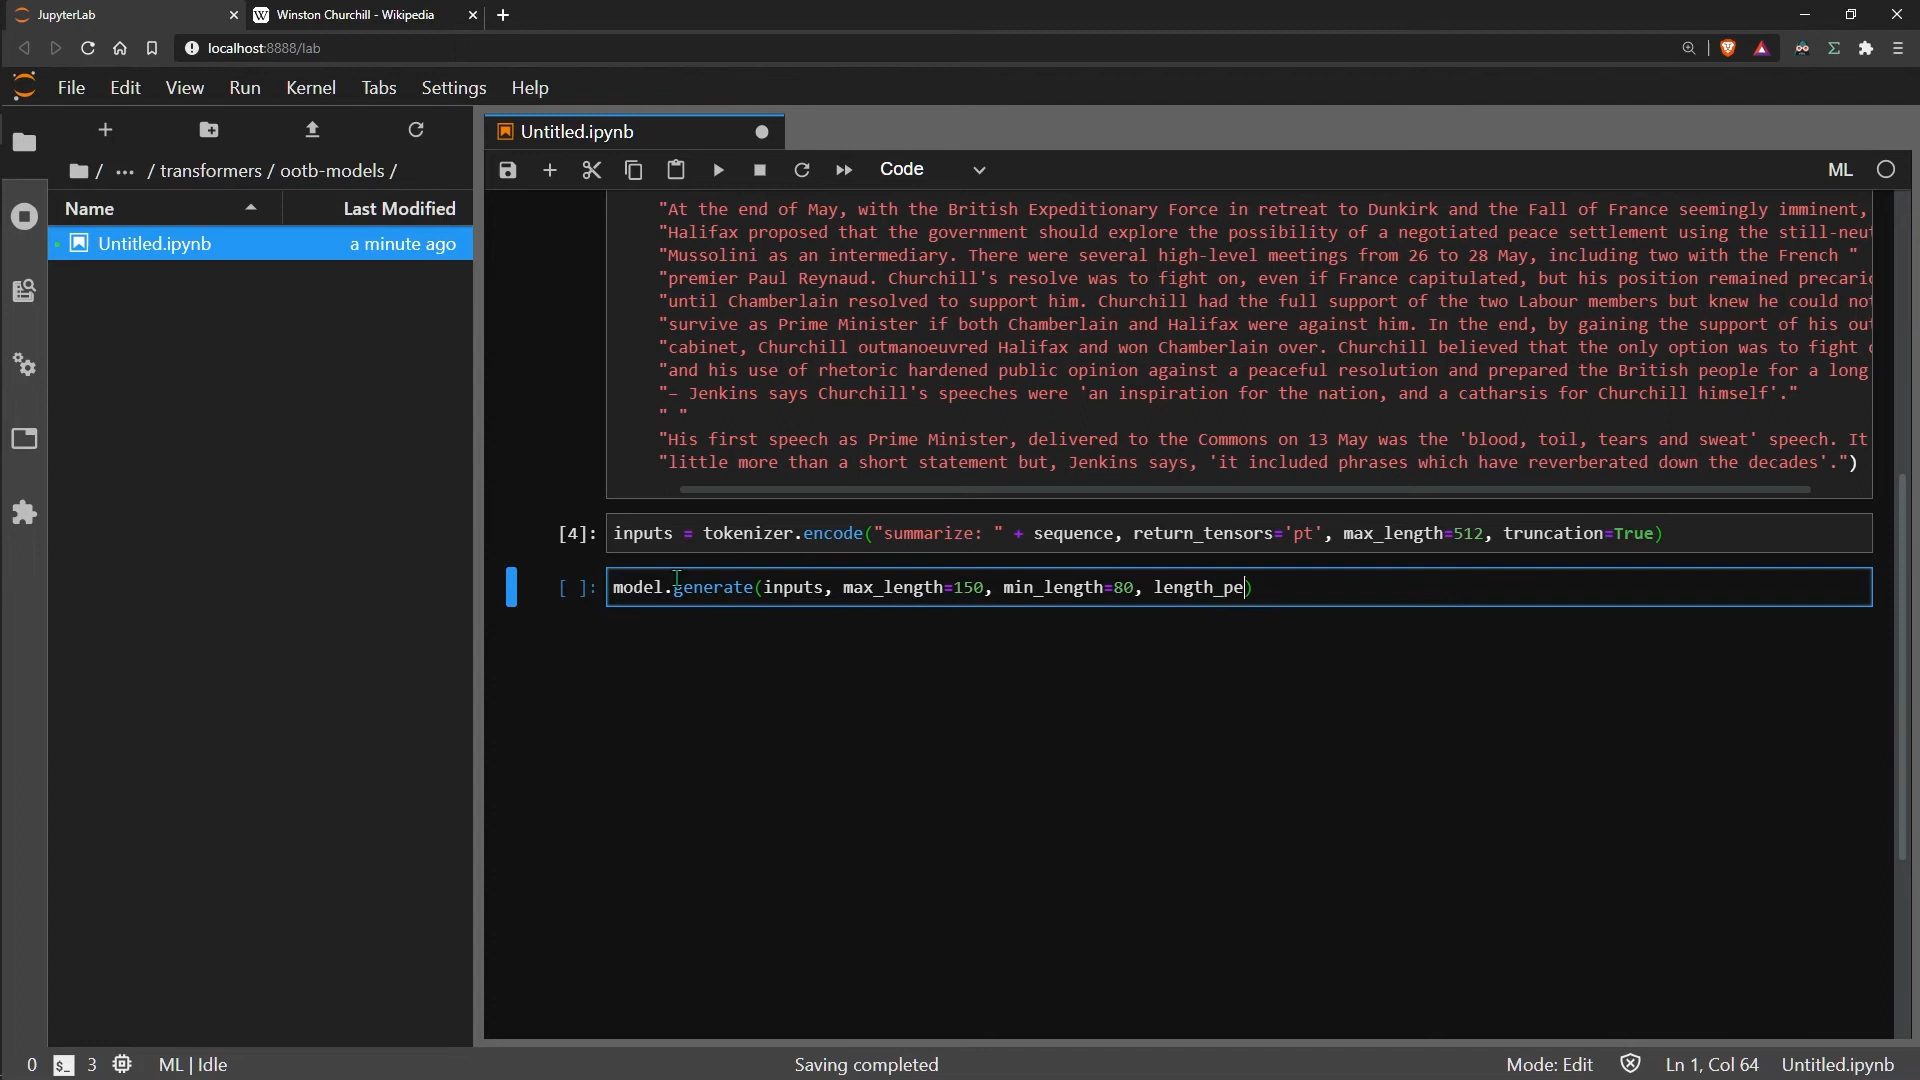 JupyterLab
Winston Churchill - Wikipedia
localhost:8888/lab
File Edit View Run Kernel Tabs Settings Help
Untitled.ipynb
/ ... / transformers / ootb-models /
Code
ML
Name Last Modified
Untitled.ipynb a minute ago
"At the end of May, with the British Expeditionary Force in retreat to Dunkirk and the Fall of France seemingly imminent,
"Halifax proposed that the government should explore the possibility of a negotiated peace settlement using the still-neut
"Mussolini as an intermediary. There were several high-level meetings from 26 to 28 May, including two with the French "
"premier Paul Reynaud. Churchill's resolve was to fight on, even if France capitulated, but his position remained precario
"until Chamberlain resolved to support him. Churchill had the full support of the two Labour members but knew he could not
"survive as Prime Minister if both Chamberlain and Halifax were against him. In the end, by gaining the support of his out
"cabinet, Churchill outmanoeuvred Halifax and won Chamberlain over. Churchill believed that the only option was to fight o
"and his use of rhetoric hardened public opinion against a peaceful resolution and prepared the British people for a long
"– Jenkins says Churchill's speeches were 'an inspiration for the nation, and a catharsis for Churchill himself'."
" "
"His first speech as Prime Minister, delivered to the Commons on 13 May was the 'blood, toil, tears and sweat' speech. It
"little more than a short statement but, Jenkins says, 'it included phrases which have reverberated down the decades'.")
[4]: inputs = tokenizer.encode("summarize: " + sequence, return_tensors='pt', max_length=512, truncation=True)
[ ]: model.generate(inputs, max_length=150, min_length=80, length_pe)
0 $_ 3 ML | Idle Saving completed Mode: Edit Ln 1, Col 64 Untitled.ipynb